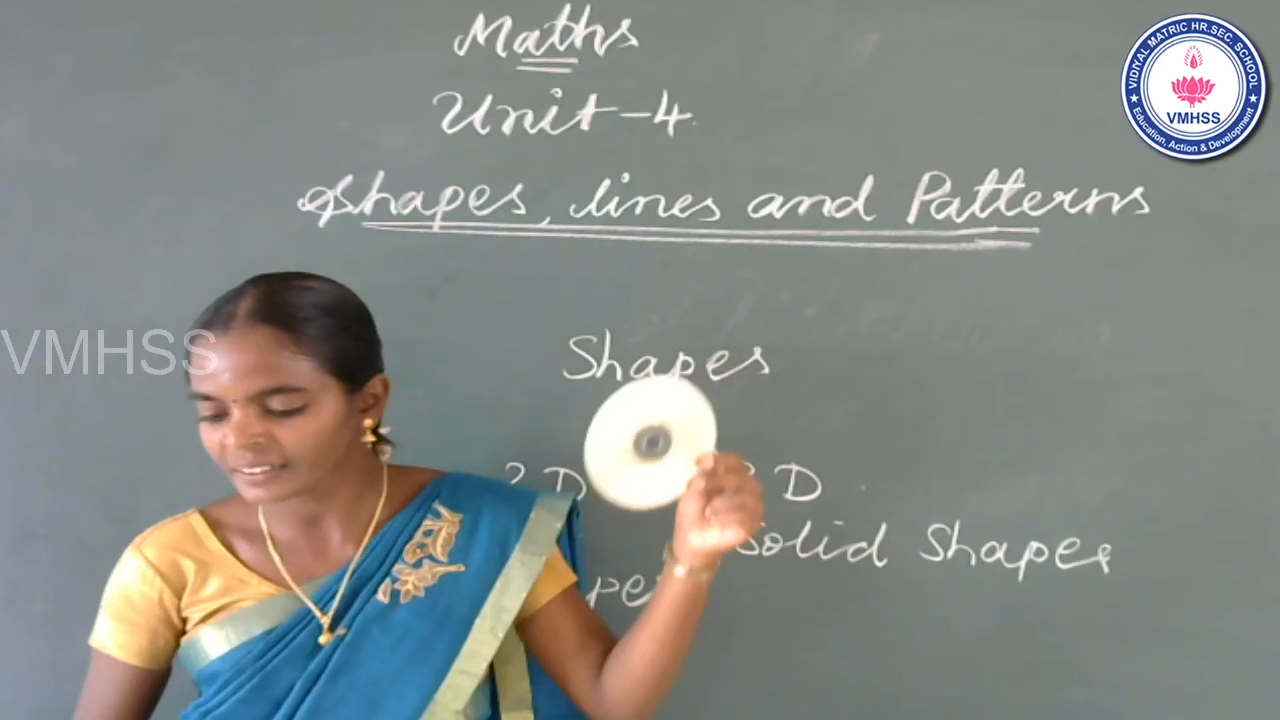 Maths
Unit-4
Shapes, lines and Patterns
VIDIYAL MATRIC HR.SEC. SCHOOL
VMHSS
Education, Action & Development
VMHSS
Shapes
2D
D
Solid Shapes